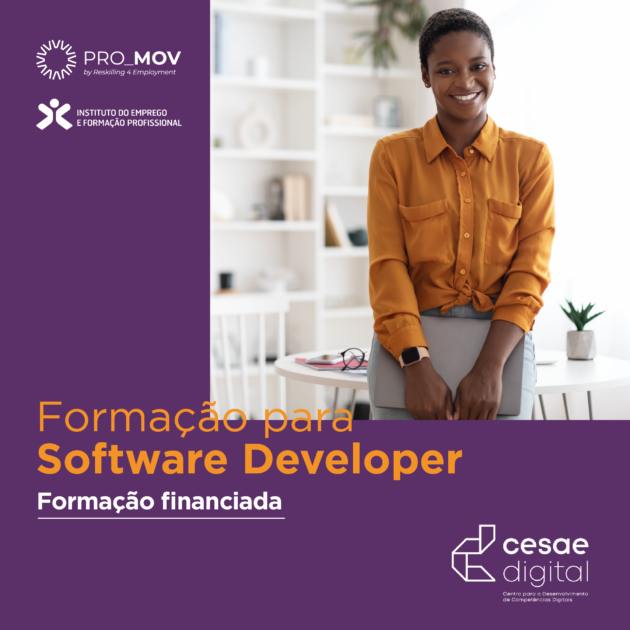 PRO_MOV
by Reskilling 4 Employment
INSTITUTO DO EMPREGO
E FORMAÇÃO PROFISSIONAL
Formação para
Software Developer
Formação financiada
cesae
digital
Centro para o Desenvolvimento
de Competências Digitais